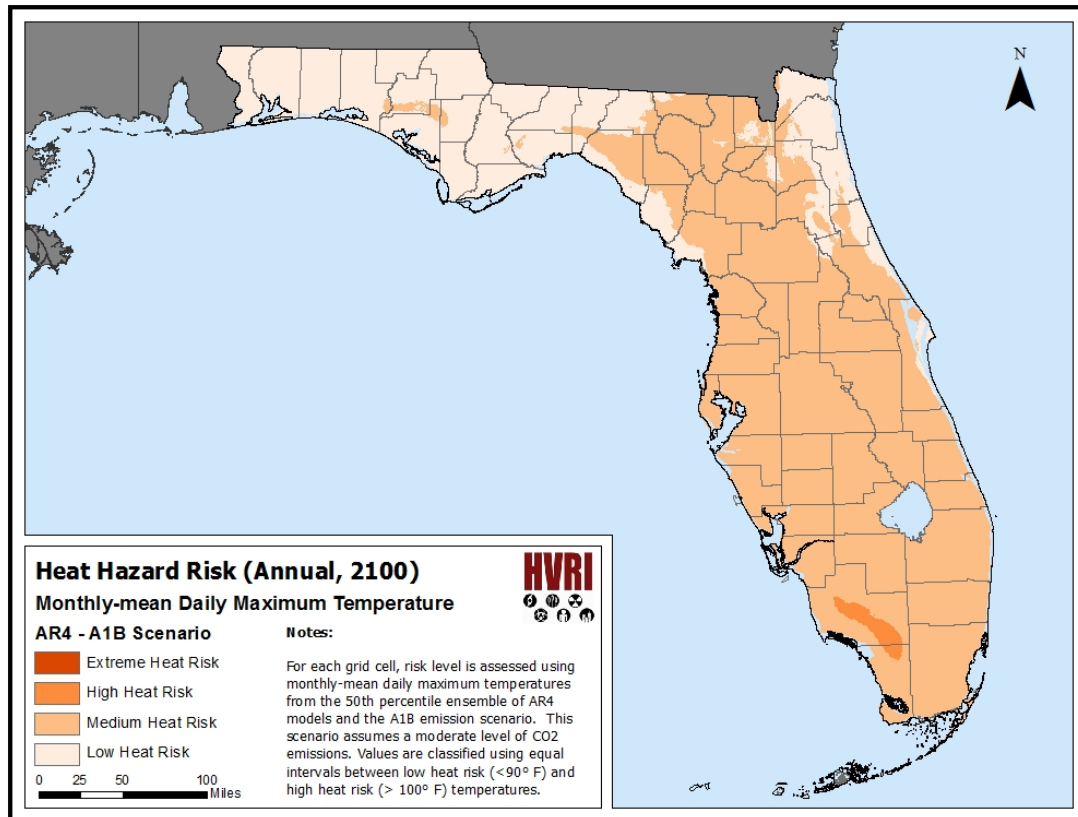 N
Heat Hazard Risk (Annual, 2100)
Monthly-mean Daily Maximum Temperature
HVRI
AR4 - A1B Scenario
Extreme Heat Risk
High Heat Risk
Medium Heat Risk
Low Heat Risk
0 25 50 100
Miles
Notes:
For each grid cell, risk level is assessed using
monthly-mean daily maximum temperatures
from the 50th percentile ensemble of AR4
models and the A1B emission scenario. This
scenario assumes a moderate level of CO2
emissions. Values are classified using equal
intervals between low heat risk (<90° F) and
high heat risk (> 100° F) temperatures.